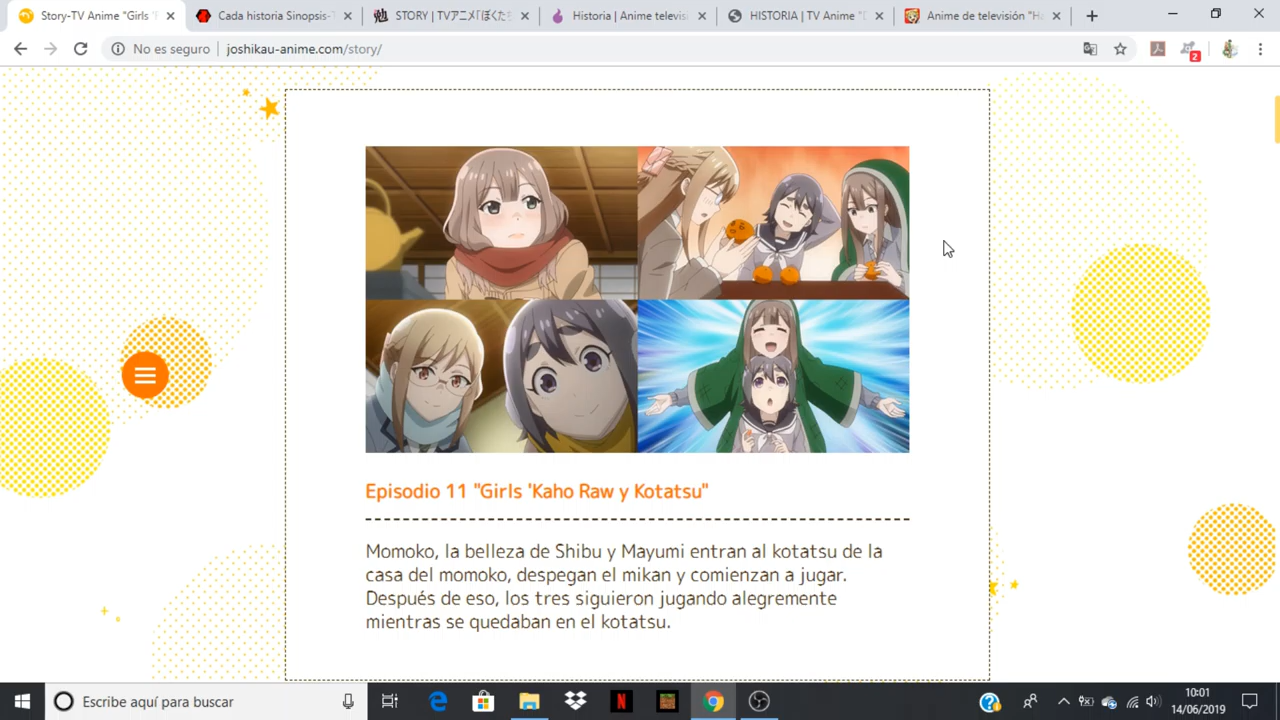 Story-TV Anime "Girls '
Cada historia Sinopsis-T
STORY | TVアニメ「ぼくたち
Historia | Anime televisi
HISTORIA | TV Anime "D
Anime de televisión "Ha
No es seguro | joshikau-anime.com/story/
2
Episodio 11 "Girls 'Kaho Raw y Kotatsu"
Momoko, la belleza de Shibu y Mayumi entran al kotatsu de la
casa del momoko, despegan el mikan y comienzan a jugar.
Después de eso, los tres siguieron jugando alegremente
mientras se quedaban en el kotatsu.
Escribe aquí para buscar
10:01
14/06/2019